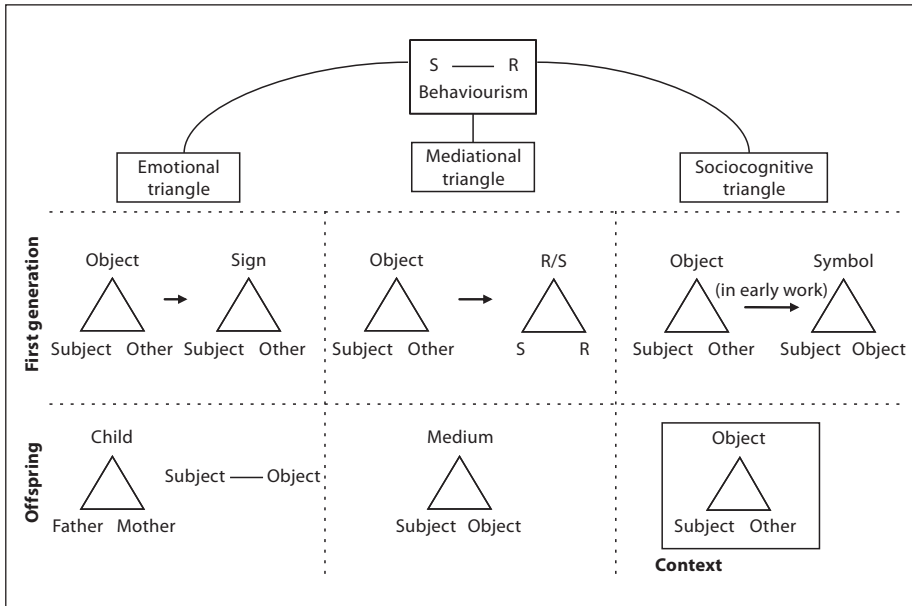 S R
Behaviourism
Emotional
triangle
Mediational
triangle
Sociocognitive
triangle
First generation
Object
Subject Other
Sign
Subject Other
Object
Subject Other
R/S
S R
Object
(in early work)
Subject Other
Symbol
Subject Object
Offspring
Child
Father Mother
Subject Object
Medium
Subject Object
Object
Subject Other
Context